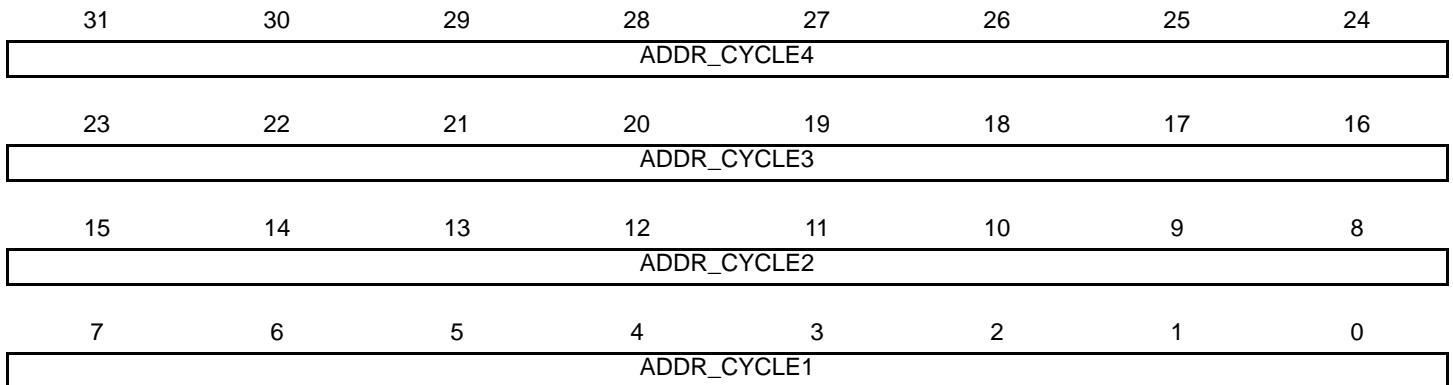 31 30 29 28 27 26 25 24
ADDR_CYCLE4
23 22 21 20 19 18 17 16
ADDR_CYCLE3
15 14 13 12 11 10 9 8
ADDR_CYCLE2
7 6 5 4 3 2 1 0
ADDR_CYCLE1